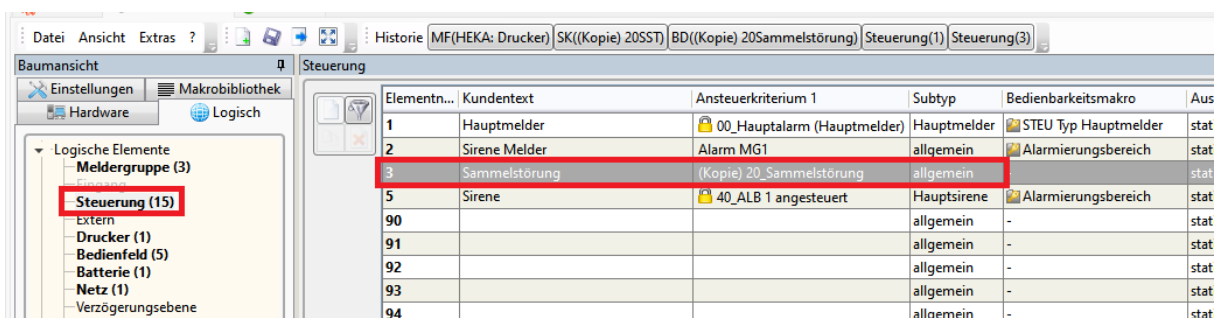 Datei Ansicht Extras ? Historie MF(HEKA: Drucker) SK((Kopie) 20SST) BD((Kopie) 20Sammelstörung) Steuerung(1) Steuerung(3)
Baumansicht
Einstellungen Makrobibliothek
Hardware Logisch
Logische Elemente
Meldergruppe (3)
Eingang
Steuerung (15)
Extern
Drucker (1)
Bedienfeld (5)
Batterie (1)
Netz (1)
Verzögerungsebene
Steuerung
Elementn... Kundentext Ansteuerkriterium 1 Subtyp Bedienbarkeitsmakro Aus
1 Hauptmelder 00_Hauptalarm (Hauptmelder) Hauptmelder STEU Typ Hauptmelder stat
2 Sirene Melder Alarm MG1 allgemein Alarmierungsbereich stat
3 Sammelstörung (Kopie) 20_Sammelstörung allgemein - stat
5 Sirene 40_ALB 1 angesteuert Hauptsirene Alarmierungsbereich stat
90 allgemein - stat
91 allgemein - stat
92 allgemein - stat
93 allgemein - stat
94 allgemein - stat